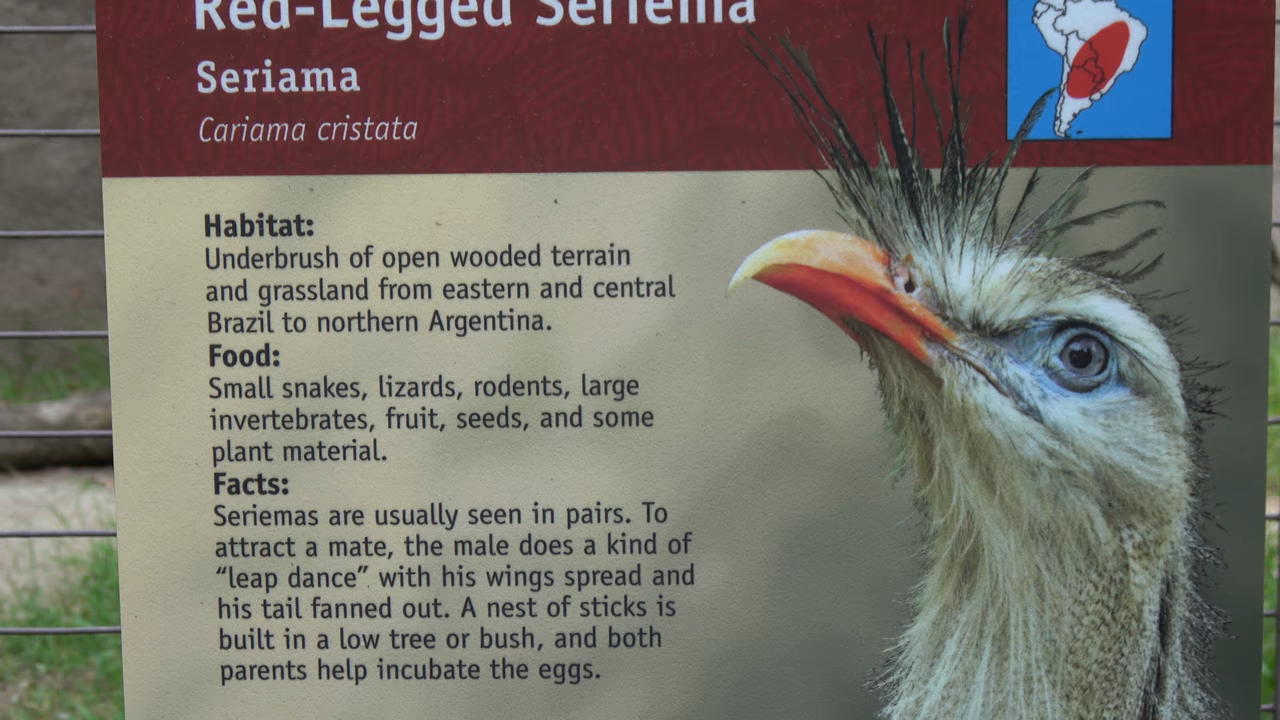 Red-Legged Seriema
Seriama
Cariama cristata
Habitat:
Underbrush of open wooded terrain
and grassland from eastern and central
Brazil to northern Argentina.
Food:
Small snakes, lizards, rodents, large
invertebrates, fruit, seeds, and some
plant material.
Facts:
Seriemas are usually seen in pairs. To
attract a mate, the male does a kind of
“leap dance” with his wings spread and
his tail fanned out. A nest of sticks is
built in a low tree or bush, and both
parents help incubate the eggs.